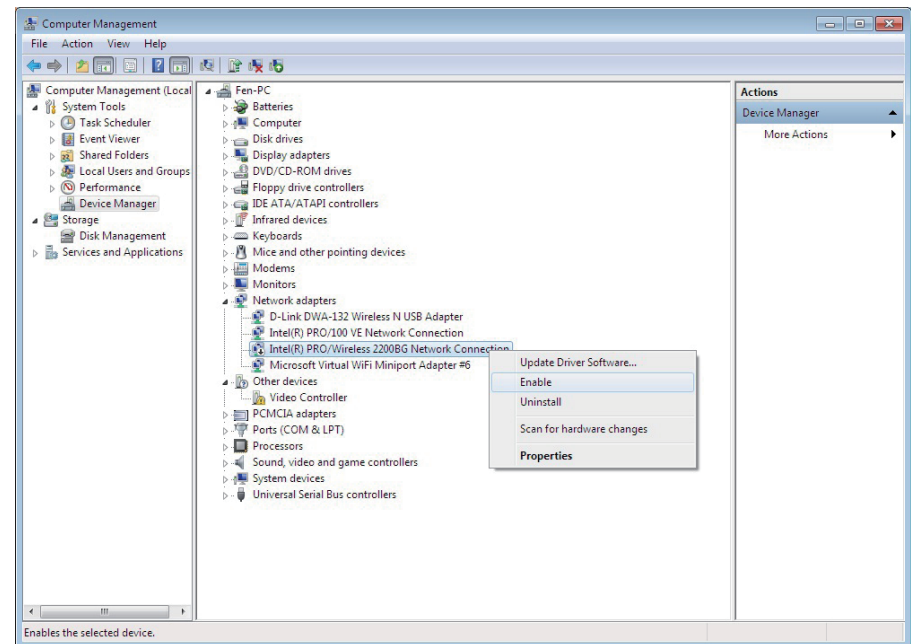 Computer Management
File Action View Help
Computer Management (Local
System Tools
Task Scheduler
Event Viewer
Shared Folders
Local Users and Groups
Performance
Device Manager
Storage
Disk Management
Services and Applications
Fen-PC
Batteries
Computer
Disk drives
Display adapters
DVD/CD-ROM drives
Floppy drive controllers
IDE ATA/ATAPI controllers
Infrared devices
Keyboards
Mice and other pointing devices
Modems
Monitors
Network adapters
D-Link DWA-132 Wireless N USB Adapter
Intel(R) PRO/100 VE Network Connection
Intel(R) PRO/Wireless 2200BG Network Connection
Microsoft Virtual WiFi Miniport Adapter #6
Other devices
Video Controller
PCMCIA adapters
Ports (COM & LPT)
Processors
Sound, video and game controllers
System devices
Universal Serial Bus controllers
Update Driver Software...
Enable
Uninstall
Scan for hardware changes
Properties
Actions
Device Manager
More Actions
Enables the selected device.